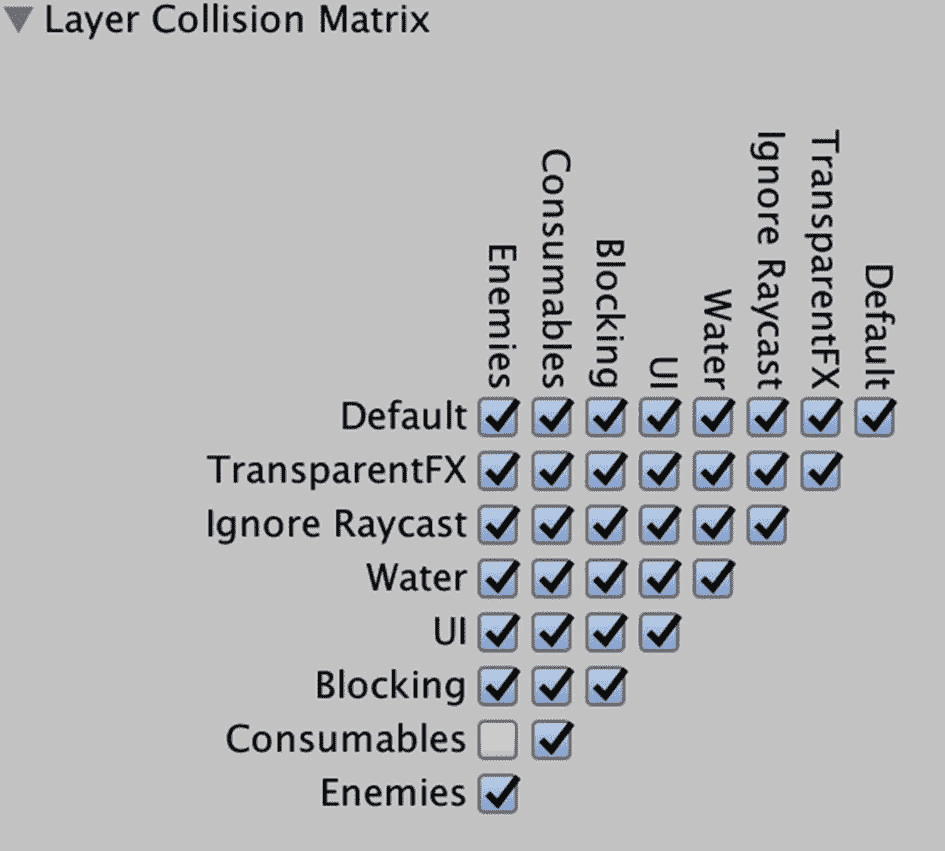 Layer Collision Matrix
Enemies
Consumables
Blocking
UI
Water
Ignore Raycast
TransparentFX
Default
Default
TransparentFX
Ignore Raycast
Water
UI
Blocking
Consumables
Enemies